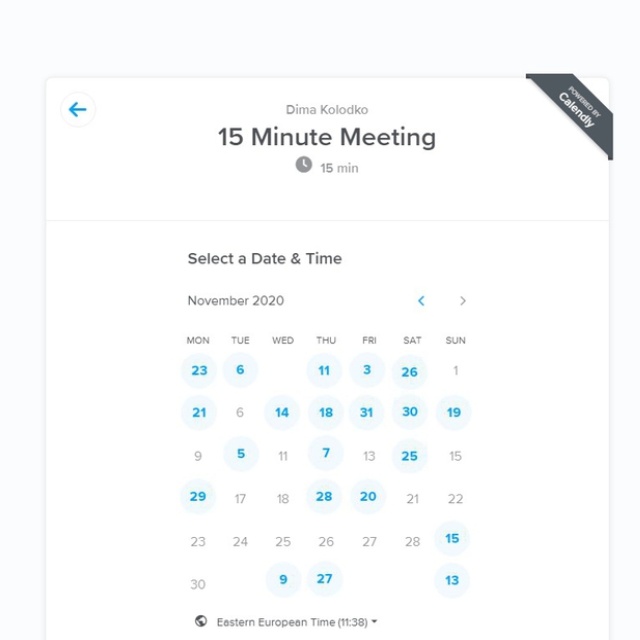 POWERED BY
Calendly
Dima Kolodko
15 Minute Meeting
15 min
Select a Date & Time
November 2020
MON TUE WED THU FRI SAT SUN
23 6 11 3 26 1
21 6 14 18 31 30 19
9 5 11 7 13 25 15
29 17 18 28 20 21 22
23 24 25 26 27 28 15
30 9 27 13
Eastern European Time (11:38)